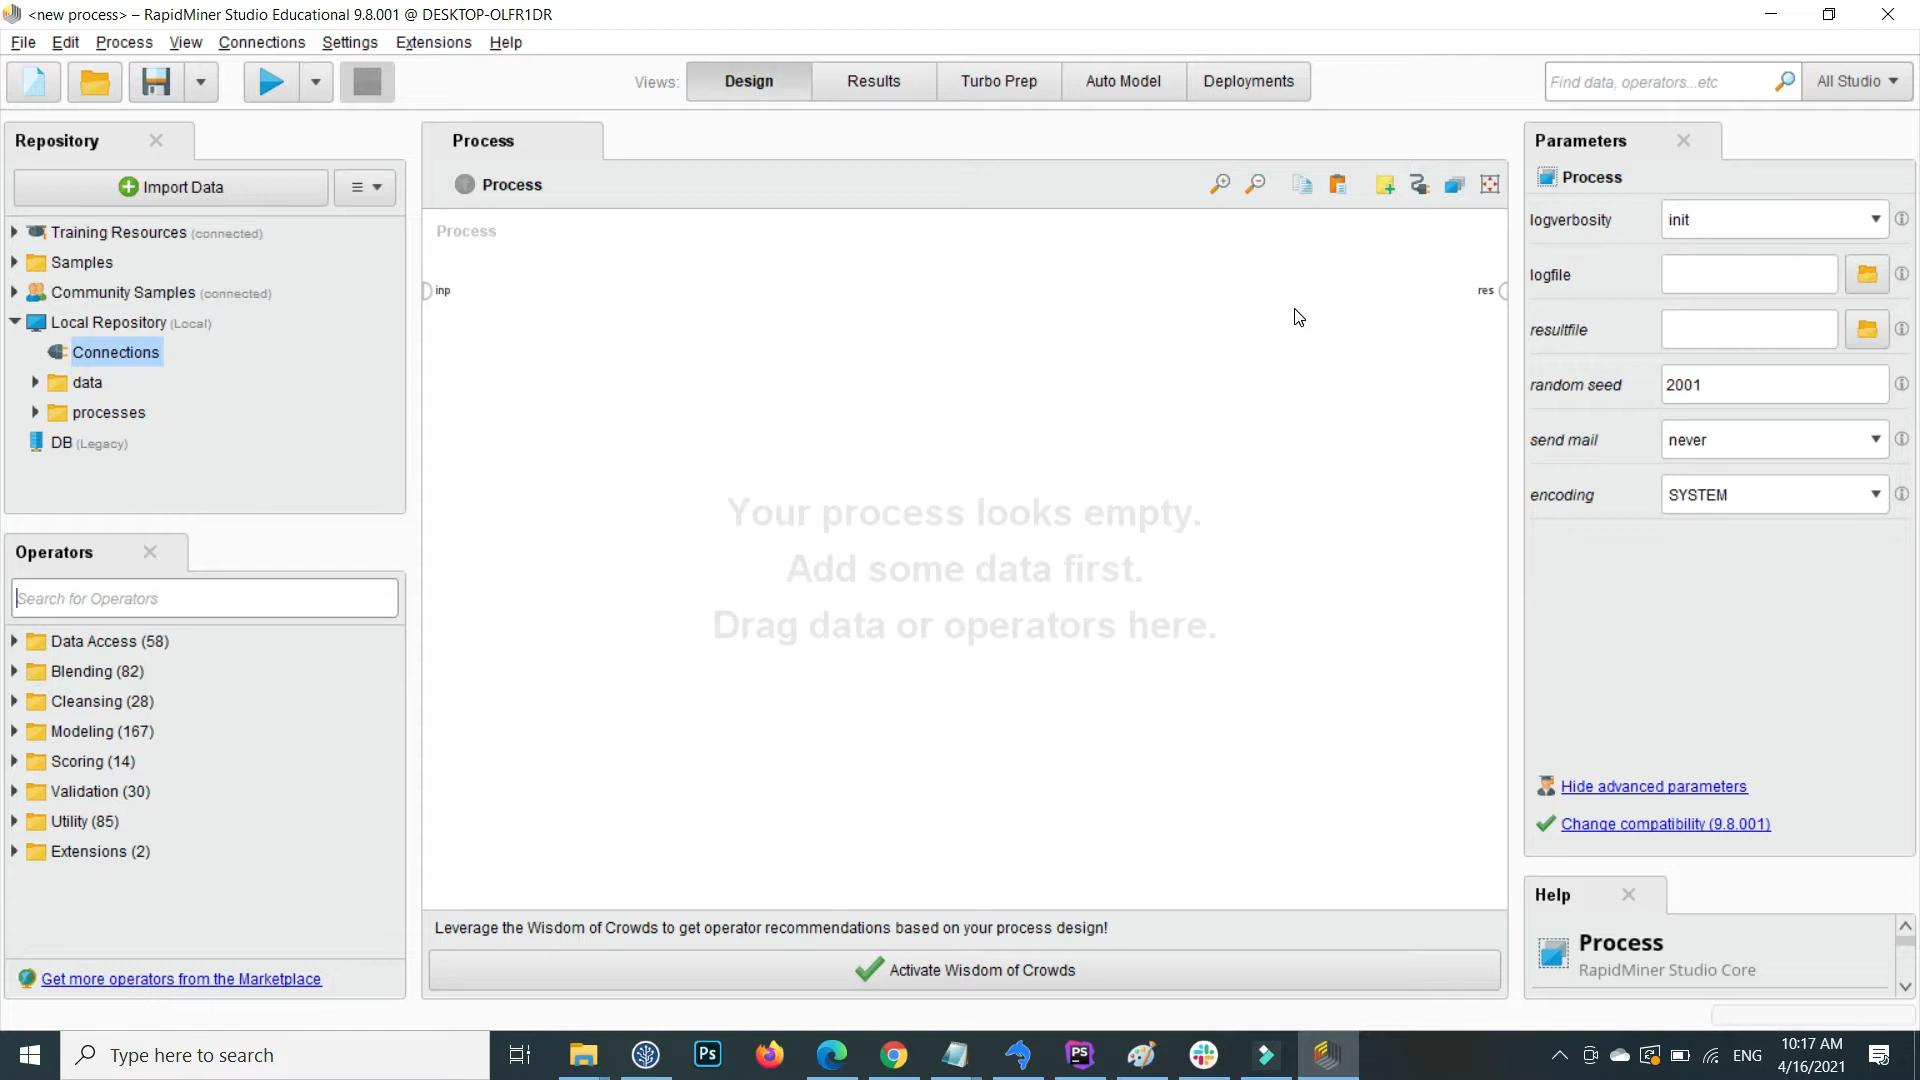 <new process> – RapidMiner Studio Educational 9.8.001 @ DESKTOP-OLFR1DR
File Edit Process View Connections Settings Extensions Help
Views: Design Results Turbo Prep Auto Model Deployments
Find data, operators...etc
All Studio
Repository
Import Data
Training Resources (connected)
Samples
Community Samples (connected)
Local Repository (Local)
Connections
data
processes
DB (Legacy)
Operators
Search for Operators
Data Access (58)
Blending (82)
Cleansing (28)
Modeling (167)
Scoring (14)
Validation (30)
Utility (85)
Extensions (2)
Get more operators from the Marketplace
Process
Process
Process
inp
res
Your process looks empty.
Add some data first.
Drag data or operators here.
Leverage the Wisdom of Crowds to get operator recommendations based on your process design!
Activate Wisdom of Crowds
Parameters
Process
logverbosity init
logfile
resultfile
random seed 2001
send mail never
encoding SYSTEM
Hide advanced parameters
Change compatibility (9.8.001)
Help
Process
RapidMiner Studio Core
Type here to search
Ps
PS
ENG
10:17 AM
4/16/2021